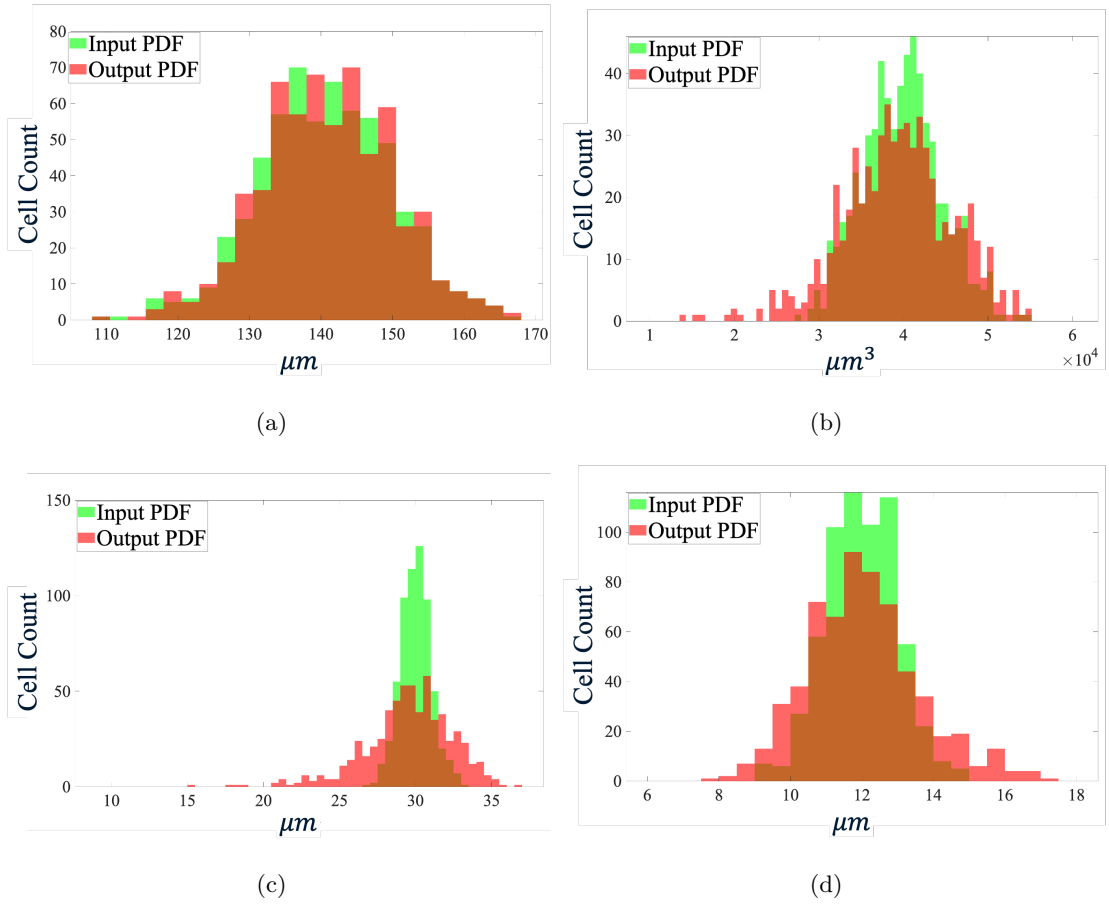 80
70
60
50
40
30
20
10
0
Cell Count
Input PDF
Output PDF
110 120 130 140 150 160 170
μm
(a)
40
30
20
10
0
Cell Count
Input PDF
Output PDF
1 2 3 4 5 6
×10⁴
μm³
(b)
150
100
50
0
Cell Count
Input PDF
Output PDF
10 15 20 25 30 35
μm
(c)
100
80
60
40
20
0
Cell Count
Input PDF
Output PDF
6 8 10 12 14 16 18
μm
(d)